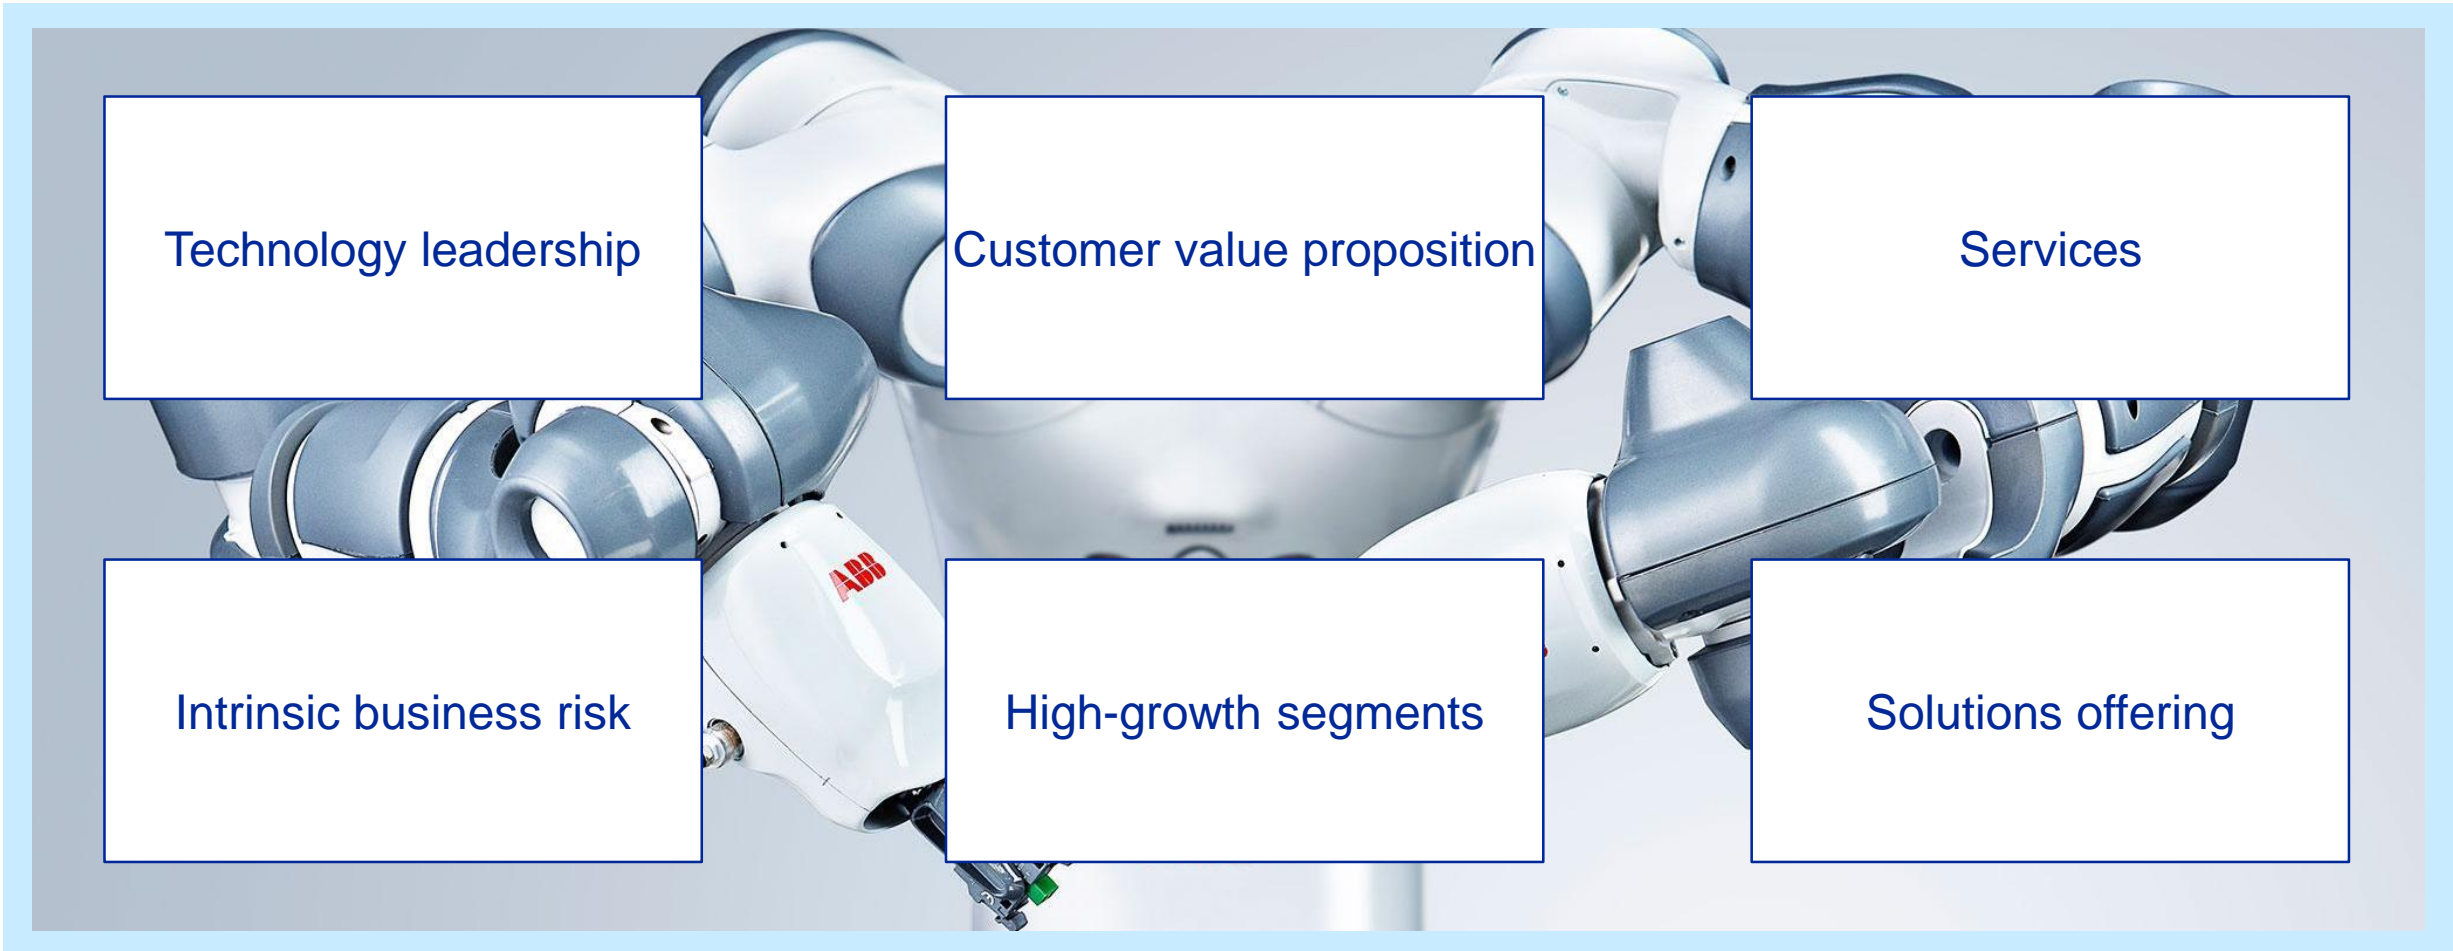 Technology leadership
Customer value proposition
Services
ABB
Intrinsic business risk
High-growth segments
Solutions offering